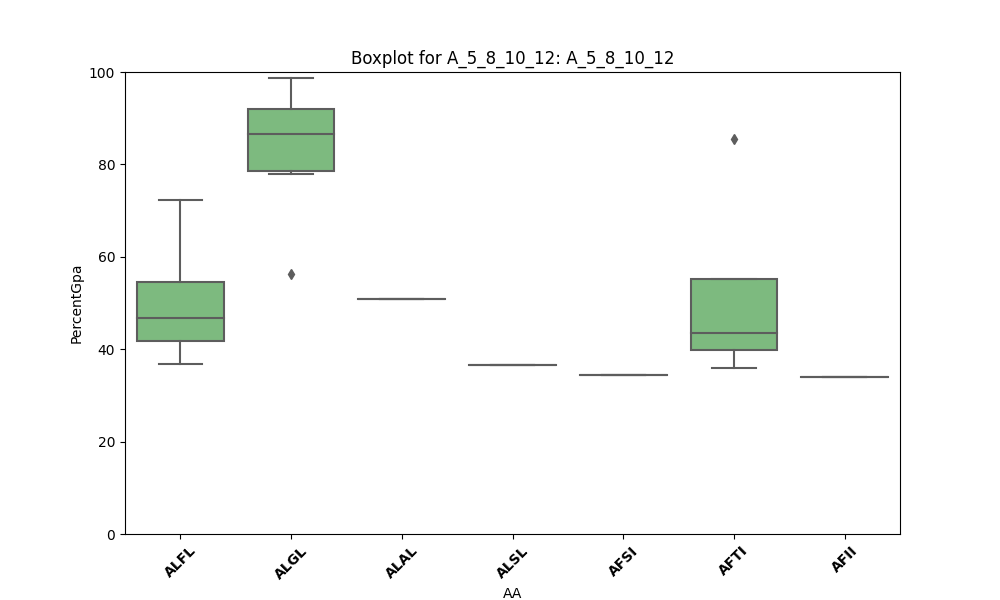 Boxplot for A_5_8_10_12: A_5_8_10_12
100
80
60
40
20
0
PercentGpa
ALFL
ALGL
ALAL
ALSL
AFSI
AFTI
AFII
AA